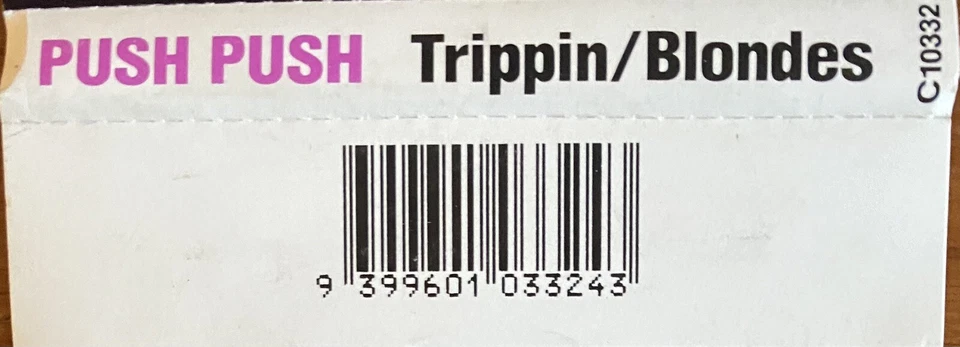 PUSH PUSH Trippin/Blondes
C10332
9 399601 033243